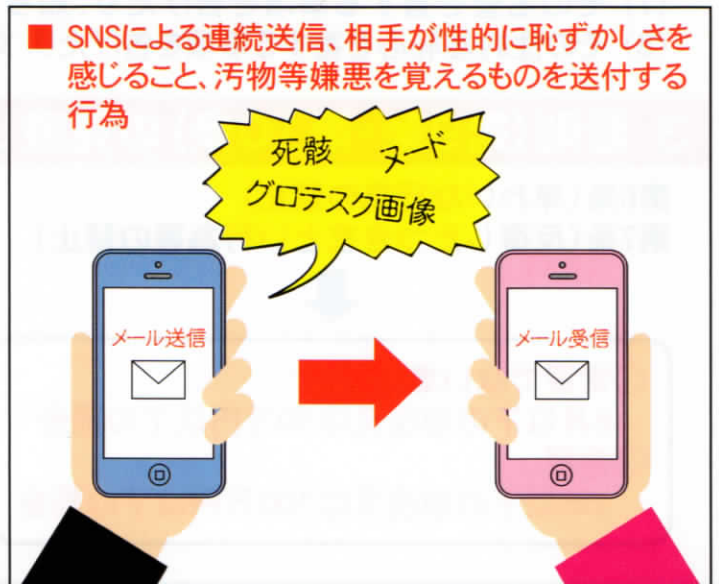 ■ SNSによる連続送信、相手が性的に恥ずかしさを
感じること、汚物等嫌悪を覚えるものを送付する
行為
死骸 ヌード
グロテスク画像
メール送信
メール受信